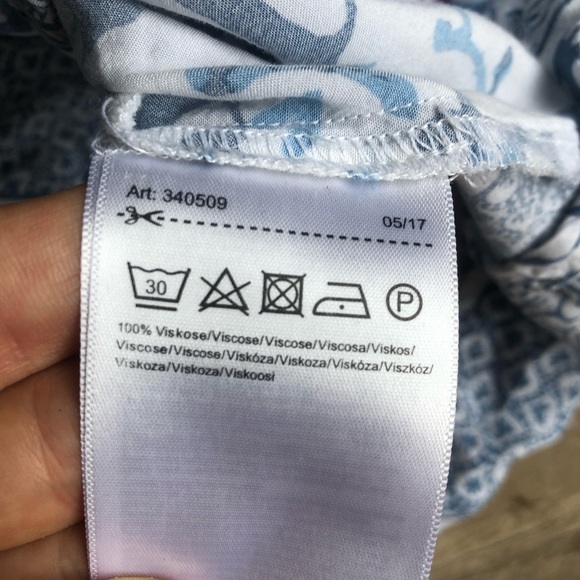 Art: 340509
05/17
30
P
100% Viskose/Viscose/Viscose/Viscosa/Viskos/
Viscose/Viscose/Viskóza/Viskoza/Viskôza/Viszkóz/
Viskoza/Viskoza/Viskoosi